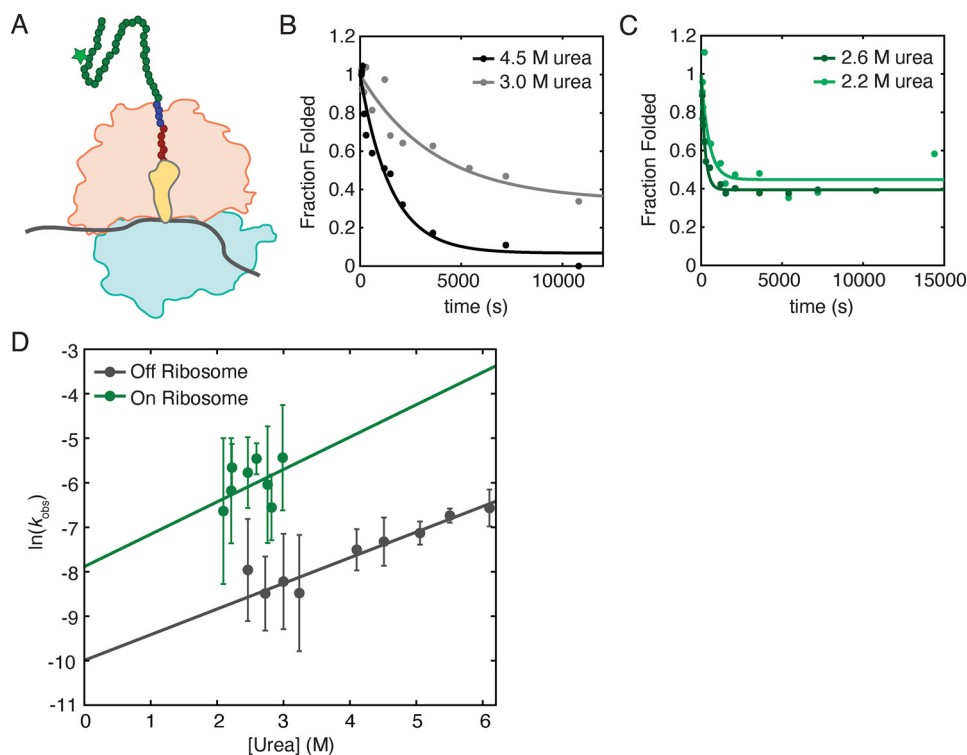 A
B
1.2
1
0.8
0.6
0.4
0.2
0
Fraction Folded
4.5 M urea
3.0 M urea
0
5000
10000
time (s)
C
1.2
1
0.8
0.6
0.4
0.2
0
Fraction Folded
2.6 M urea
2.2 M urea
0
5000
10000
15000
time (s)
D
-3
-4
-5
-6
-7
-8
-9
-10
-11
ln(kobs)
Off Ribosome
On Ribosome
0
1
2
3
4
5
6
[Urea] (M)